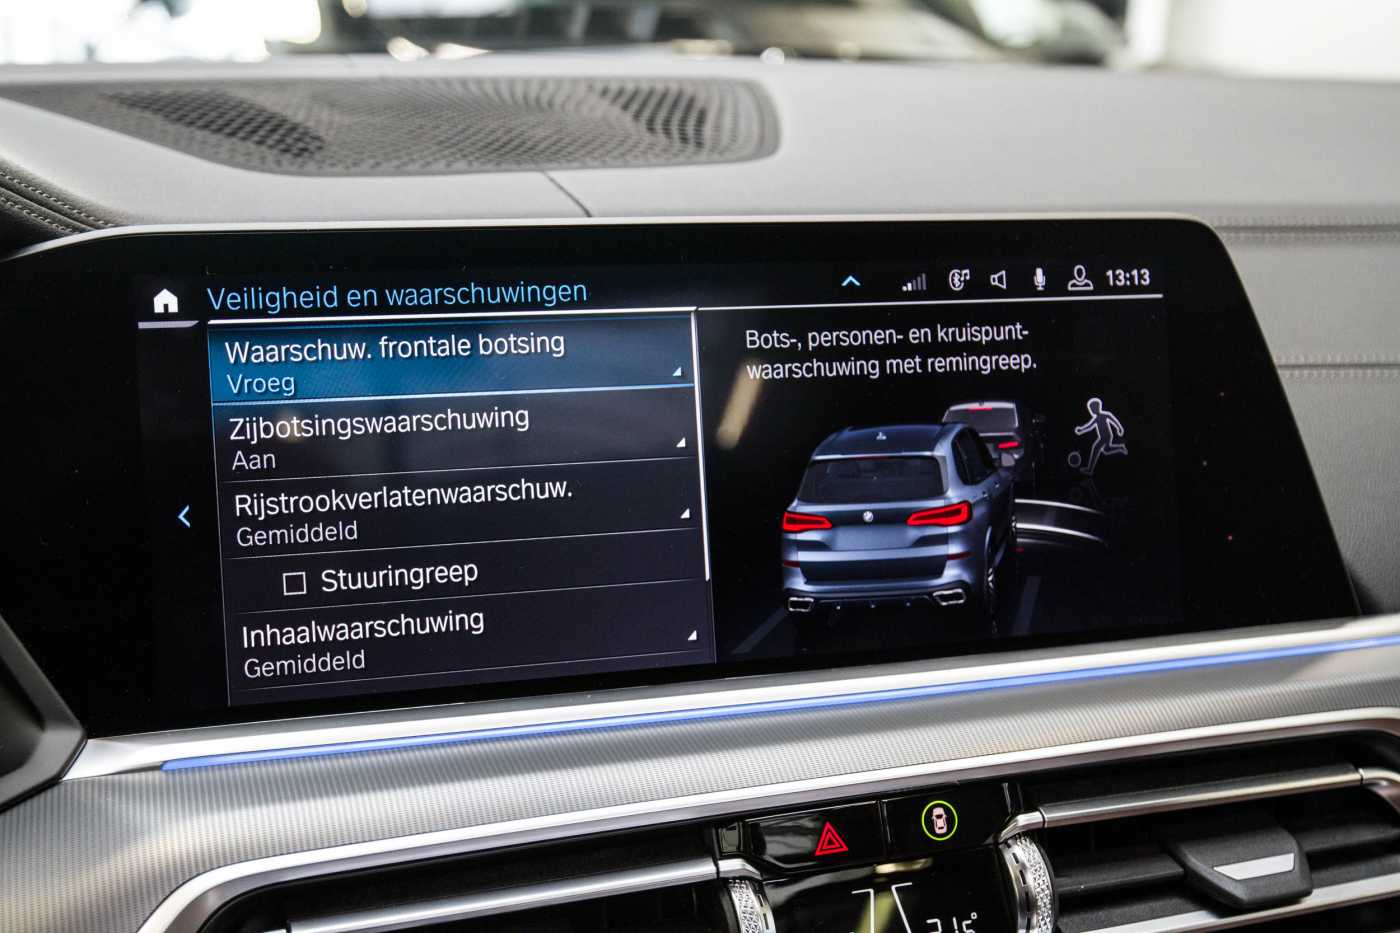 Veiligheid en waarschuwingen
13:13
Waarschuw. frontale botsing
Vroeg
Zijbotsingswaarschuwing
Aan
Rijstrookverlatenwaarschuw.
Gemiddeld
Stuuringreep
Inhaalwaarschuwing
Gemiddeld
Bots-, personen- en kruispunt-
waarschuwing met remingreep.